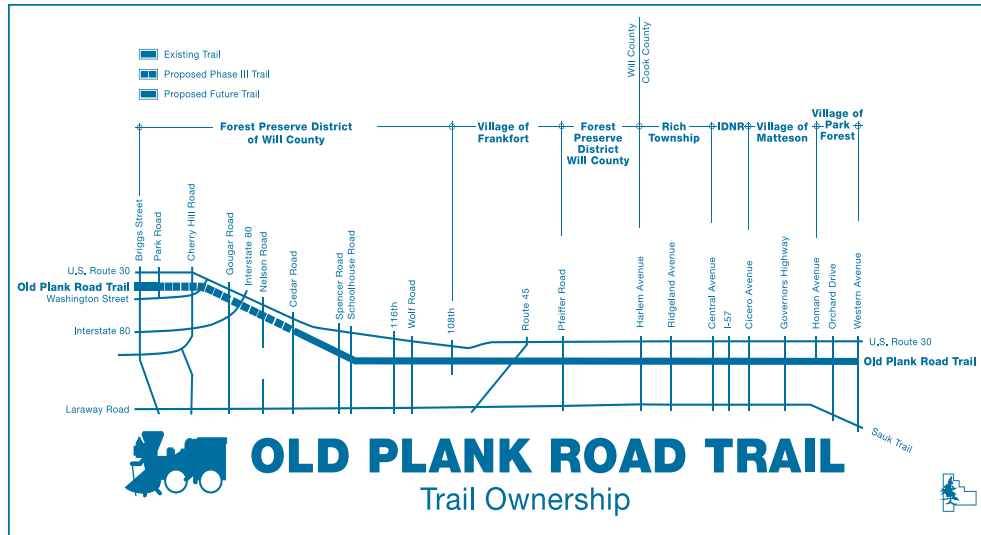 Existing Trail
Proposed Phase III Trail
Proposed Future Trail
Will County
Cook County
Forest Preserve District
of Will County
Village of
Frankfort
Forest
Preserve
District
Will County
Rich
Township
IDNR
Village of
Matteson
Village of
Park
Forest
Briggs Street
Park Road
Cherry Hill Road
Gougar Road
Interstate 80
Nelson Road
Cedar Road
Spencer Road
Schoolhouse Road
116th
Wolf Road
108th
Route 45
Pfeiffer Road
Harlem Avenue
Ridgeland Avenue
Central Avenue
I-57
Cicero Avenue
Governors Highway
Homan Avenue
Orchard Drive
Western Avenue
U.S. Route 30
Old Plank Road Trail
Washington Street
Interstate 80
Laraway Road
U.S. Route 30
Old Plank Road Trail
Sauk Trail
OLD PLANK ROAD TRAIL
Trail Ownership